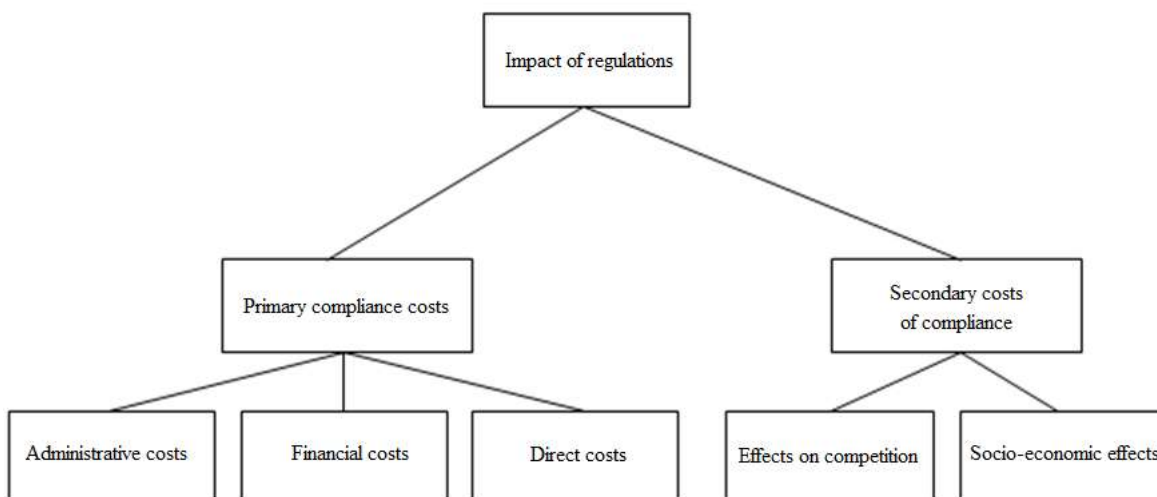 Impact of regulations
Primary compliance costs
Secondary costs
of compliance
Administrative costs
Financial costs
Direct costs
Effects on competition
Socio-economic effects